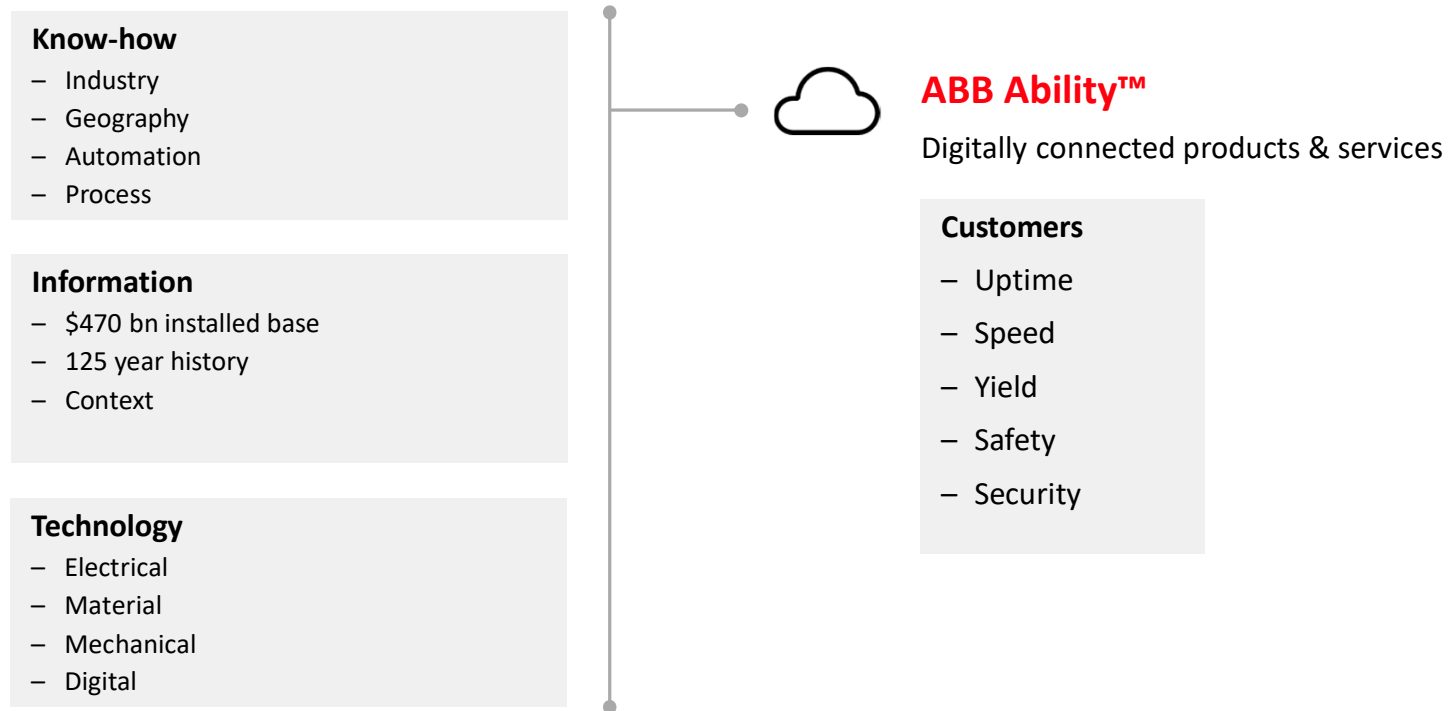 Know-how
– Industry
– Geography
– Automation
– Process
Information
– $470 bn installed base
– 125 year history
– Context
Technology
– Electrical
– Material
– Mechanical
– Digital
ABB Ability™
Digitally connected products & services
Customers
– Uptime
– Speed
– Yield
– Safety
– Security